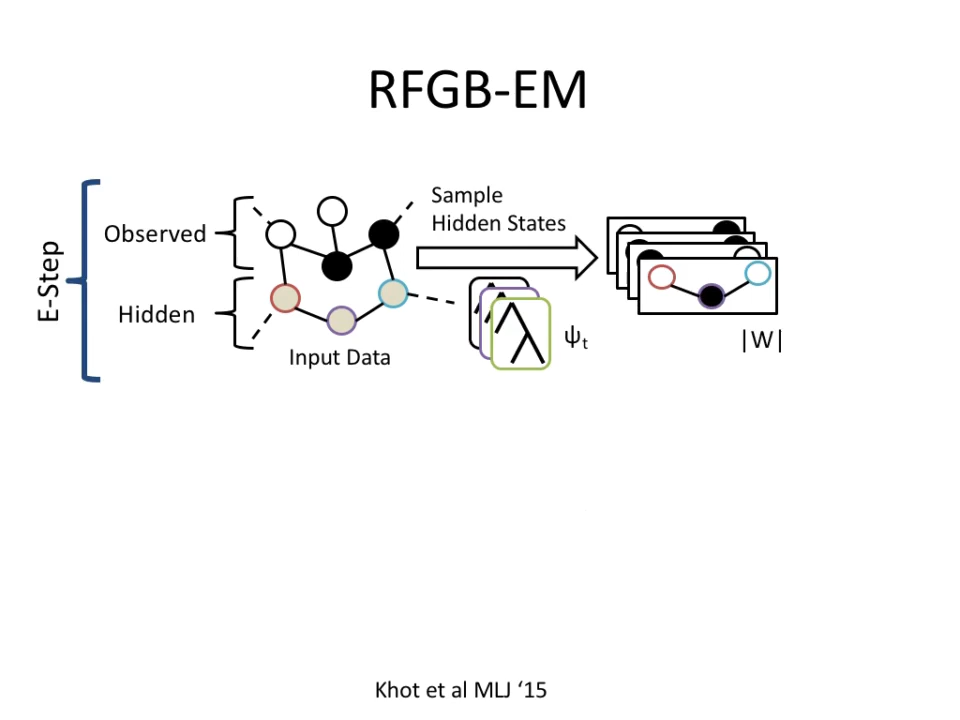 RFGB-EM
E-Step
Observed
Hidden
Input Data
Sample
Hidden States
ψt
|W|
Khot et al MLJ ‘15